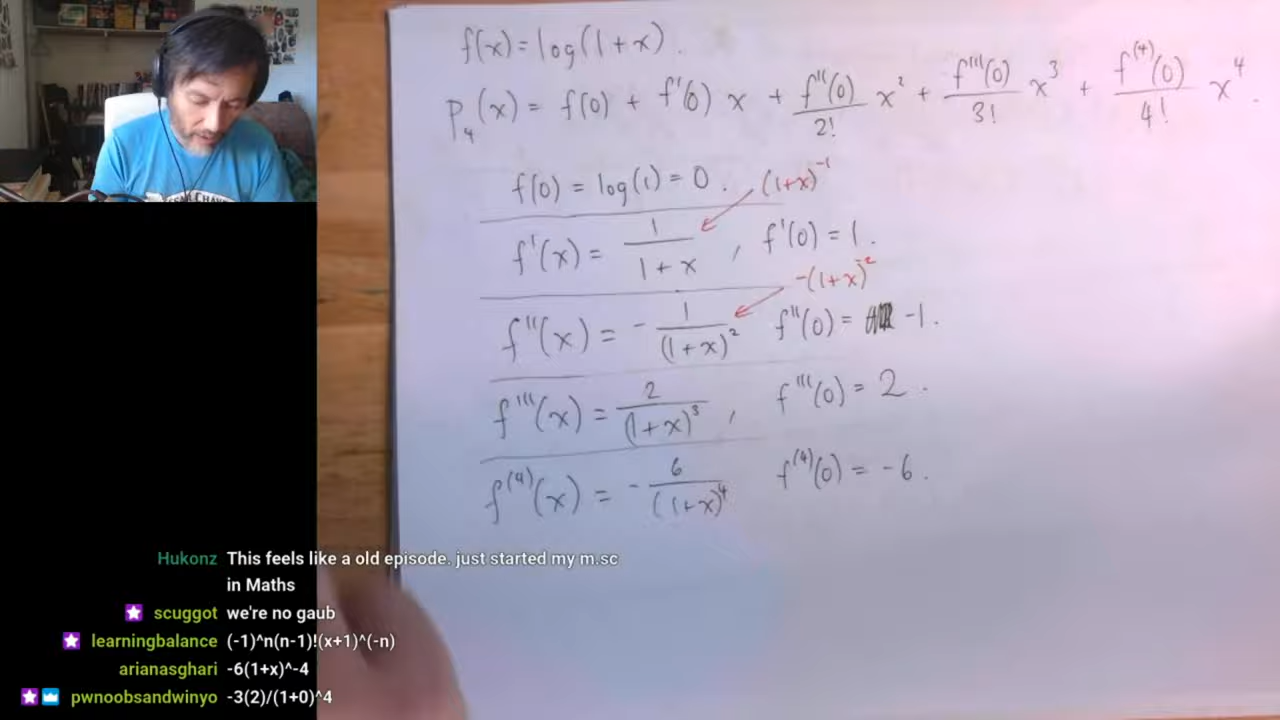 f(x) = log(1+x).
P₄(x) = f(0) + f'(0) x + f''(0)/2! x² + f'''(0)/3! x³ + f⁽⁴⁾(0)/4! x⁴.
f(0) = log(1) = 0. (1+x)⁻¹
f'(x) = 1/(1+x), f'(0) = 1.
-(1+x)⁻²
f''(x) = - 1/(1+x)² f''(0) = -1.
f'''(x) = 2/(1+x)³, f'''(0) = 2.
f⁽⁴⁾(x) = - 6/(1+x)⁴ f⁽⁴⁾(0) = -6.
Hukonz This feels like a old episode. just started my m.sc
in Maths
scuggot we're no gaub
learningbalance (-1)^n(n-1)!(x+1)^(-n)
arianasghari -6(1+x)^-4
pwnoobsandwinyo -3(2)/(1+0)^4